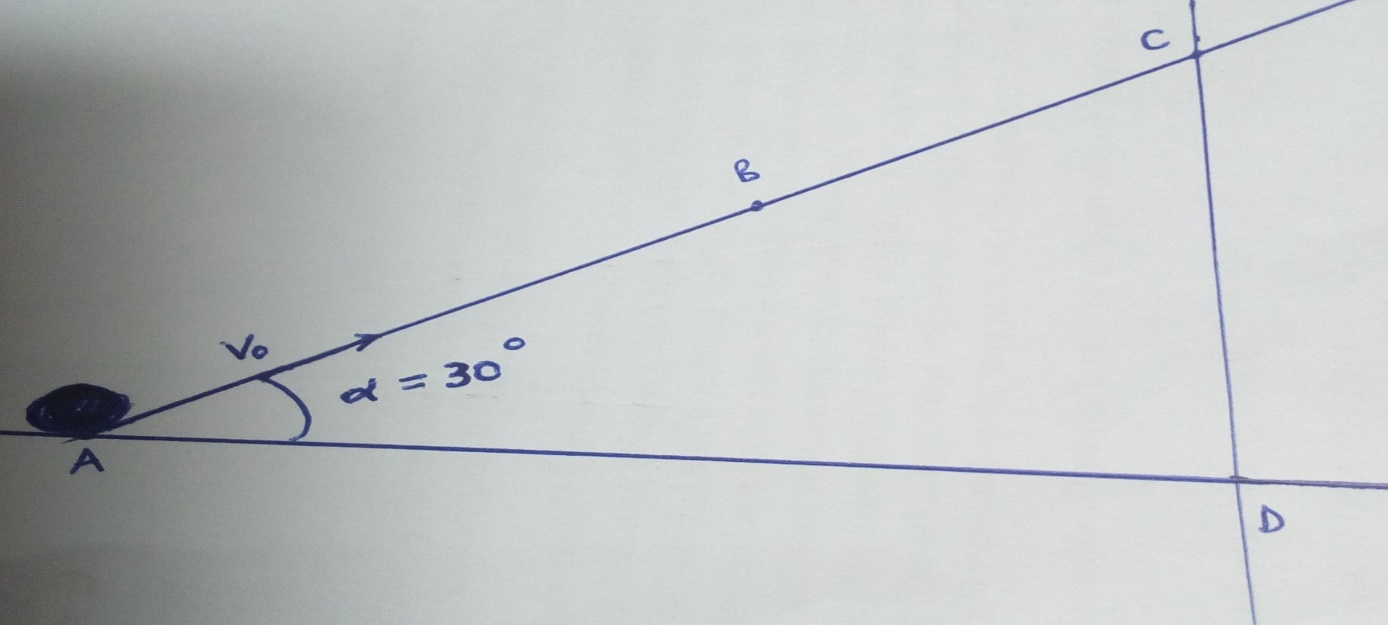 C
B
V₀
α = 30°
A
D